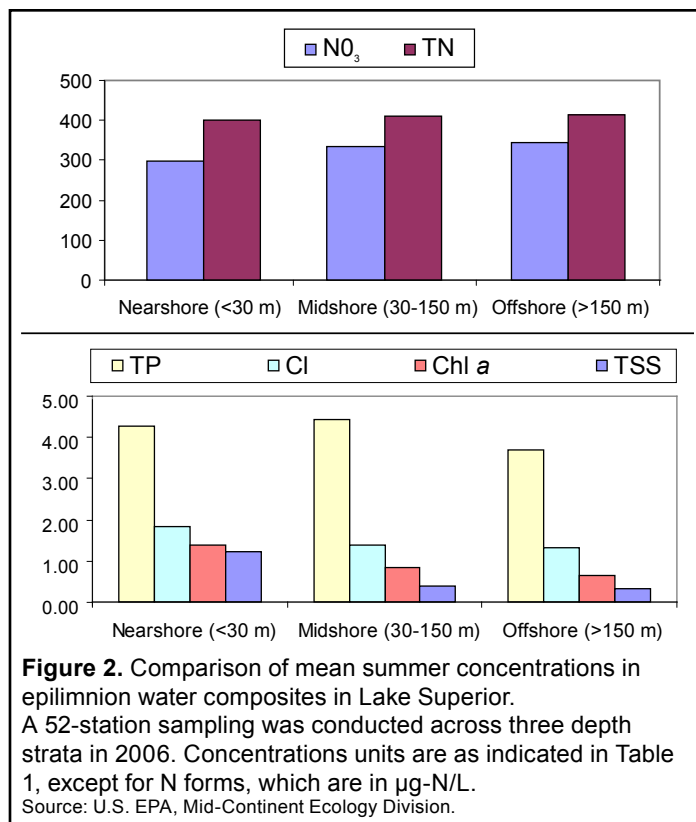 N0₃ TN
500
400
300
200
100
0
Nearshore (<30 m) Midshore (30-150 m) Offshore (>150 m)
TP Cl Chl a TSS
5.00
4.00
3.00
2.00
1.00
0.00
Nearshore (<30 m) Midshore (30-150 m) Offshore (>150 m)
Figure 2. Comparison of mean summer concentrations in
epilimnion water composites in Lake Superior.
A 52-station sampling was conducted across three depth
strata in 2006. Concentrations units are as indicated in Table
1, except for N forms, which are in µg-N/L.
Source: U.S. EPA, Mid-Continent Ecology Division.